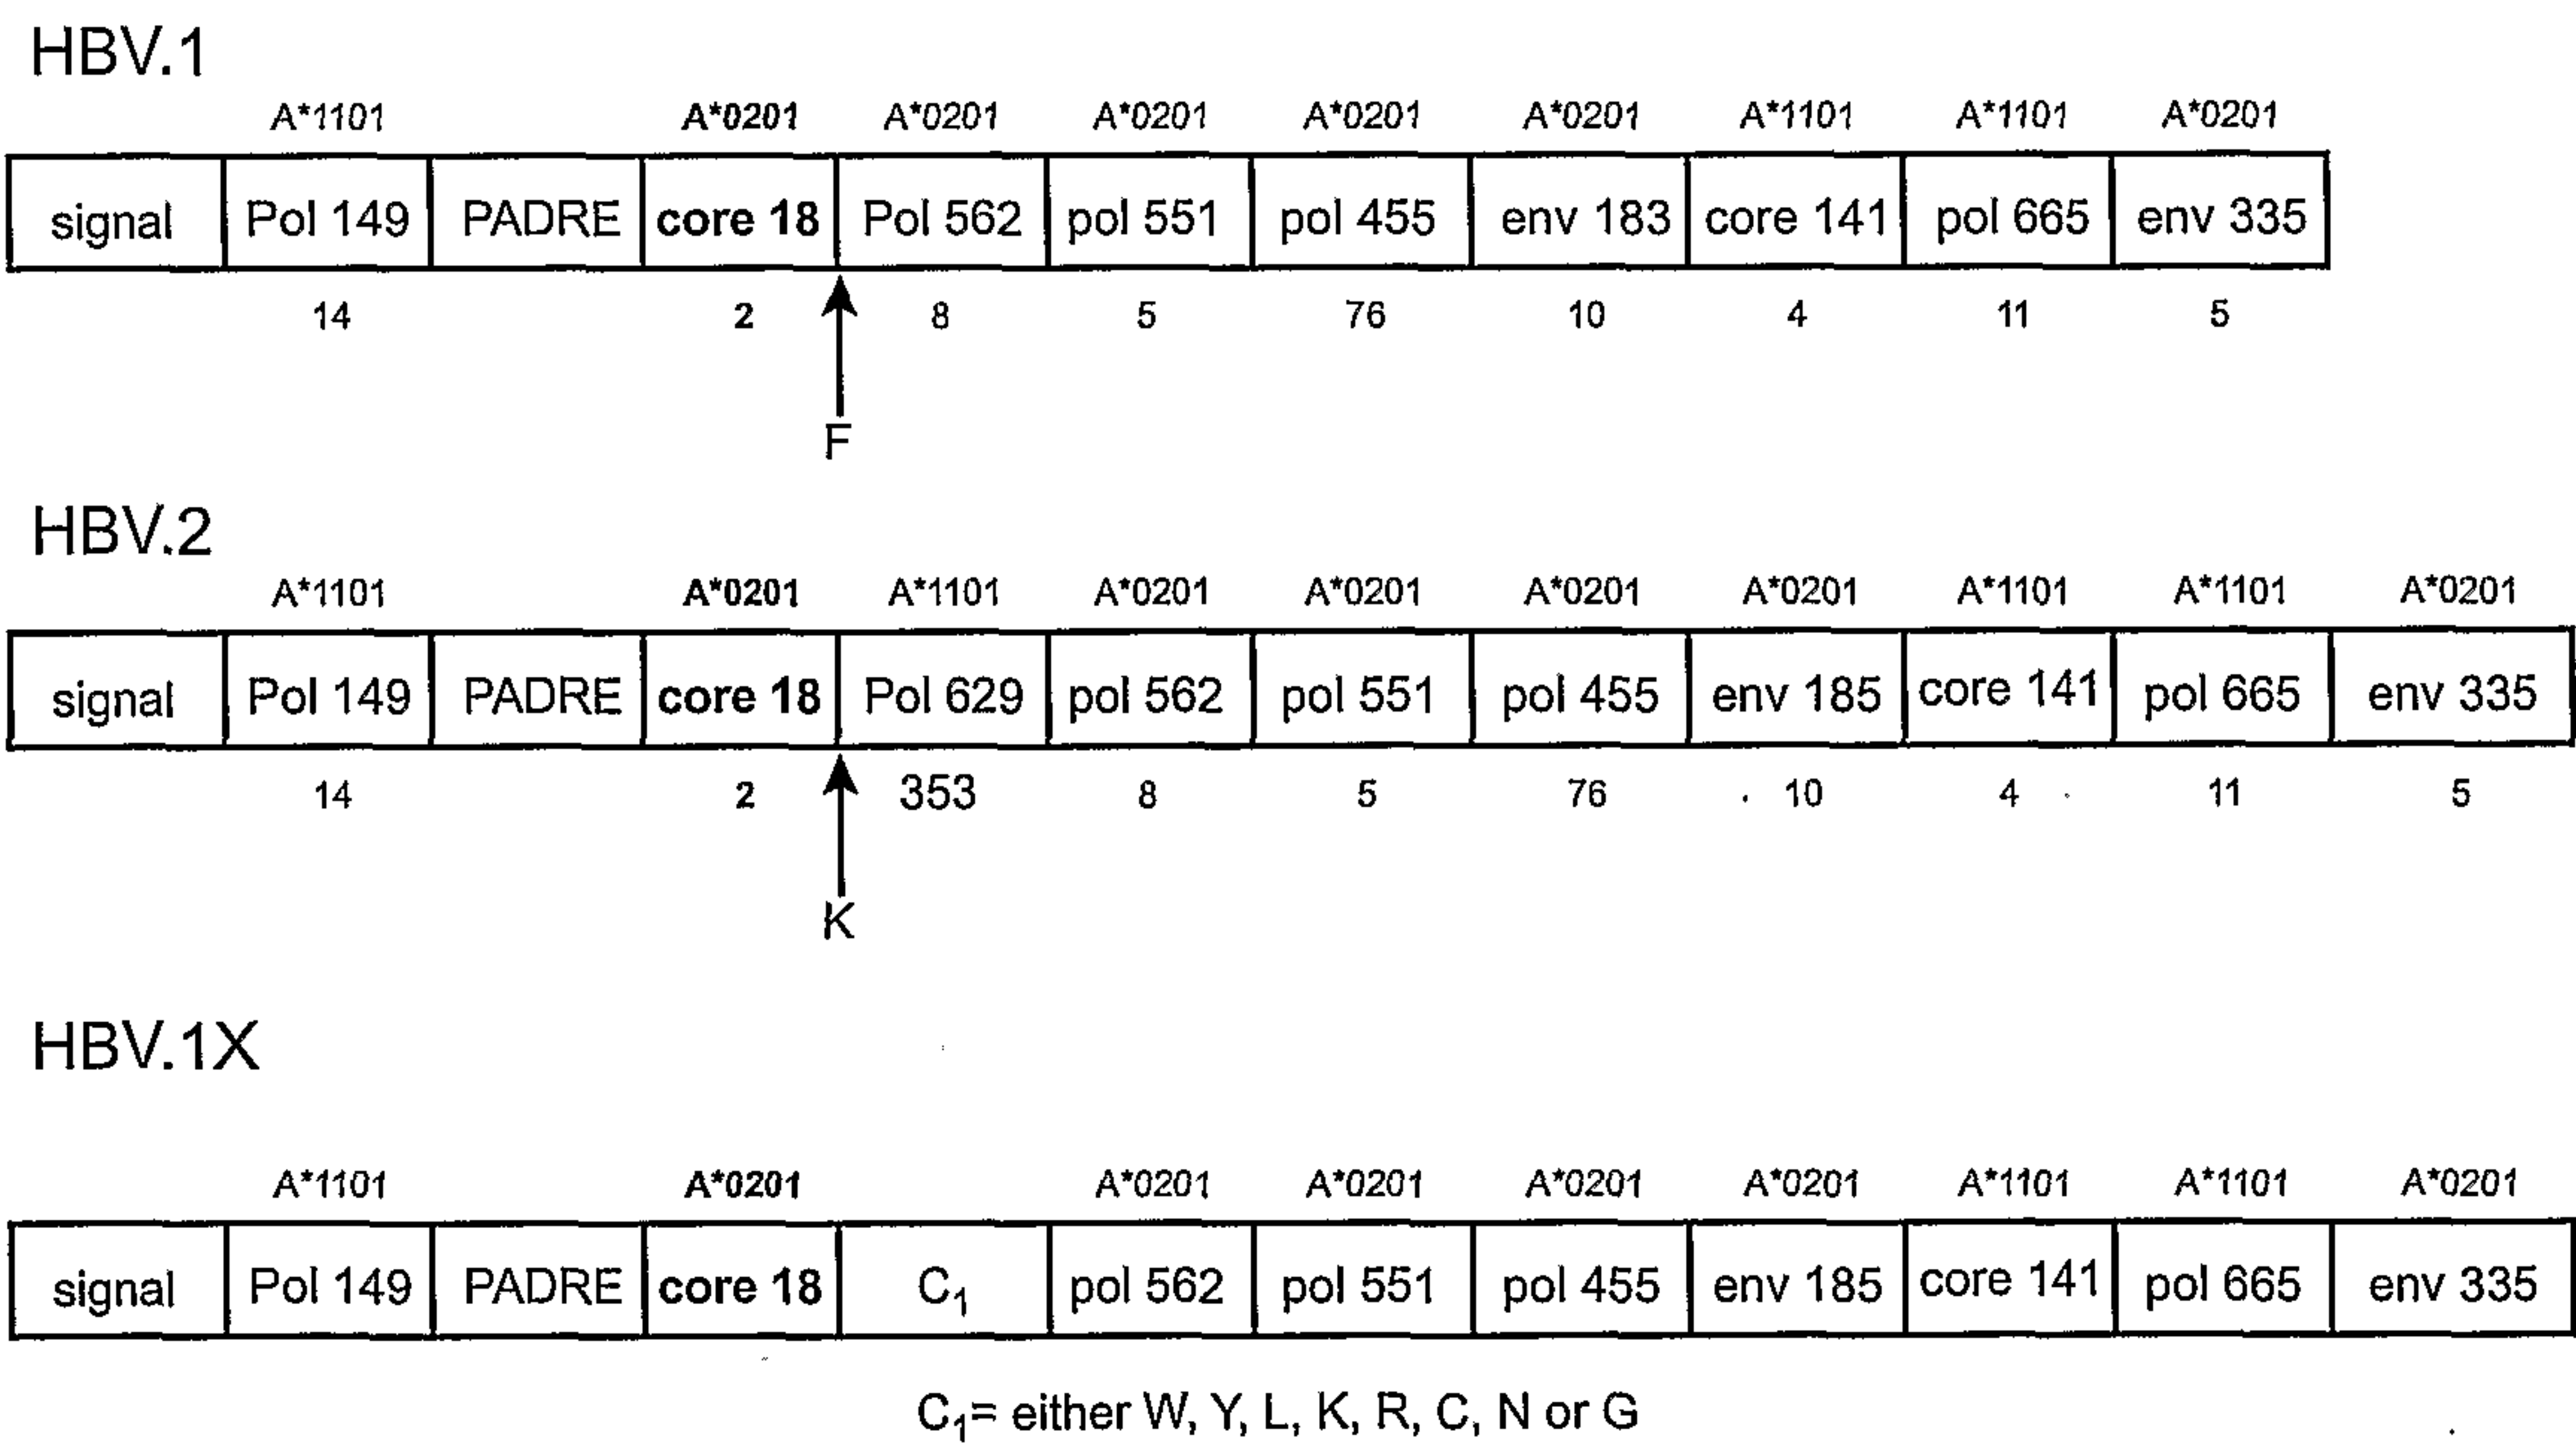 HBV.1
A*1101 A*0201 A*0201 A*0201 A*0201 A*0201 A*1101 A*1101 A*0201
signal Pol 149 PADRE core 18 Pol 562 pol 551 pol 455 env 183 core 141 pol 665 env 335
14 2 8 5 76 10 4 11 5
F
HBV.2
A*1101 A*0201 A*1101 A*0201 A*0201 A*0201 A*0201 A*1101 A*1101 A*0201
signal Pol 149 PADRE core 18 Pol 629 pol 562 pol 551 pol 455 env 185 core 141 pol 665 env 335
14 2 353 8 5 76 10 4 11 5
K
HBV.1X
A*1101 A*0201 A*0201 A*0201 A*0201 A*0201 A*1101 A*1101 A*0201
signal Pol 149 PADRE core 18 C₁ pol 562 pol 551 pol 455 env 185 core 141 pol 665 env 335
C₁= either W, Y, L, K, R, C, N or G